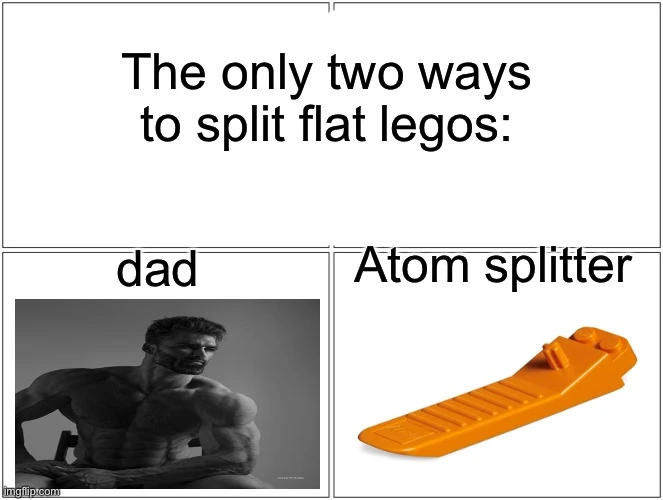 The only two ways
to split flat legos:
dad
Atom splitter
imgflip.com